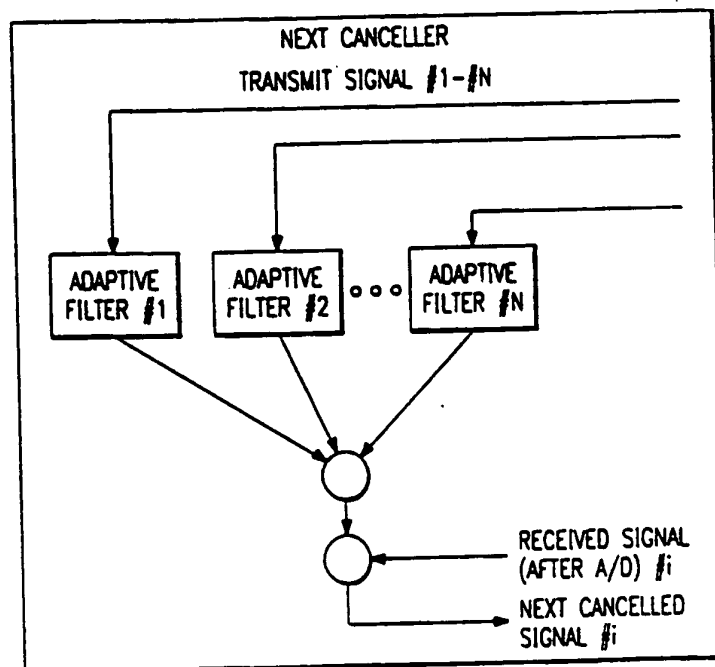 NEXT CANCELLER
TRANSMIT SIGNAL #1-#N
ADAPTIVE
FILTER #1
ADAPTIVE
FILTER #2
ADAPTIVE
FILTER #N
RECEIVED SIGNAL
(AFTER A/D) #i
NEXT CANCELLED
SIGNAL #i